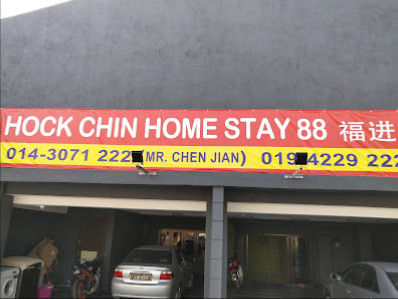 HOCK CHIN HOME STAY 88 福进
014-3071 222 (MR. CHEN JIAN) 019-4229 222